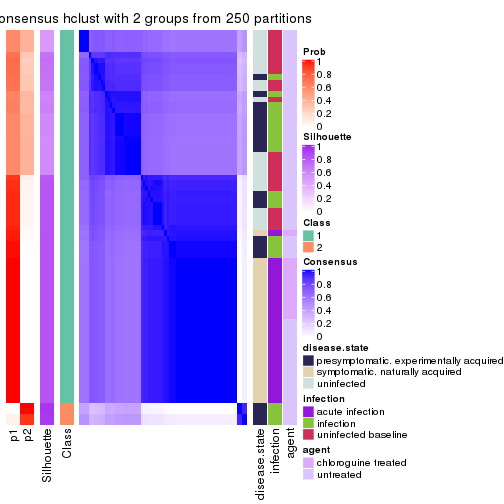 onsensus hclust with 2 groups from 250 partitions
Prob
1
0.8
0.6
0.4
0.2
0
Silhouette
1
0.8
0.6
0.4
0.2
0
Class
1
2
Consensus
1
0.8
0.6
0.4
0.2
0
disease.state
presymptomatic. experimentally acquired
symptomatic. naturally acquired
uninfected
infection
acute infection
infection
uninfected baseline
agent
chloroguine treated
untreated
p1
p2
Silhouette
Class
disease.state
infection
agent